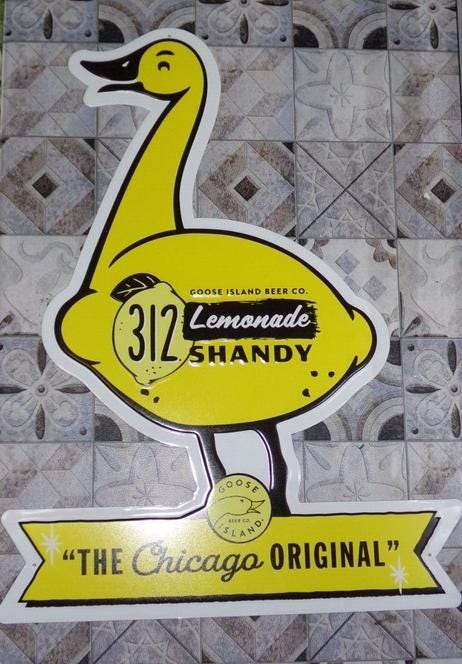 GOOSE ISLAND BEER CO.
312 Lemonade
SHANDY
GOOSE
BEER CO.
ISLAND
"THE Chicago ORIGINAL"